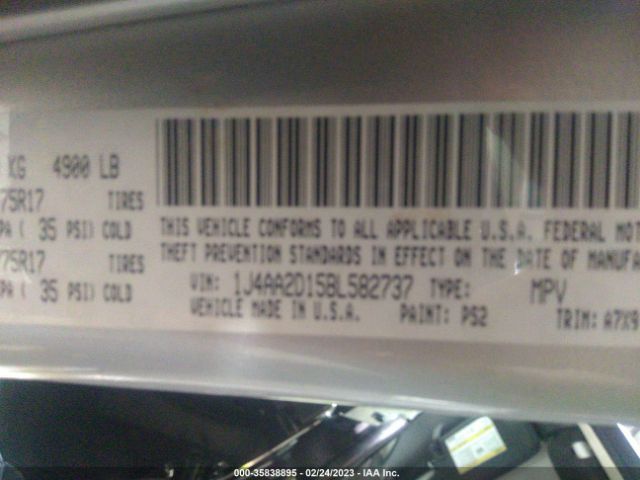 KG 4900 LB
75R17 TIRES
PA ( 35 PSI) COLD
75R17 TIRES
PA ( 35 PSI) COLD
THIS VEHICLE CONFORMS TO ALL APPLICABLE U.S.A. FEDERAL MOT
THEFT PREVENTION STANDARDS IN EFFECT ON THE DATE OF MANUFA
VIN: 1J4AA2D15BL582737 TYPE: MPV
VEHICLE MADE IN U.S.A. PAINT: PS2 TRIM: A7X9
000-35838895 - 02/24/2023 - IAA Inc.